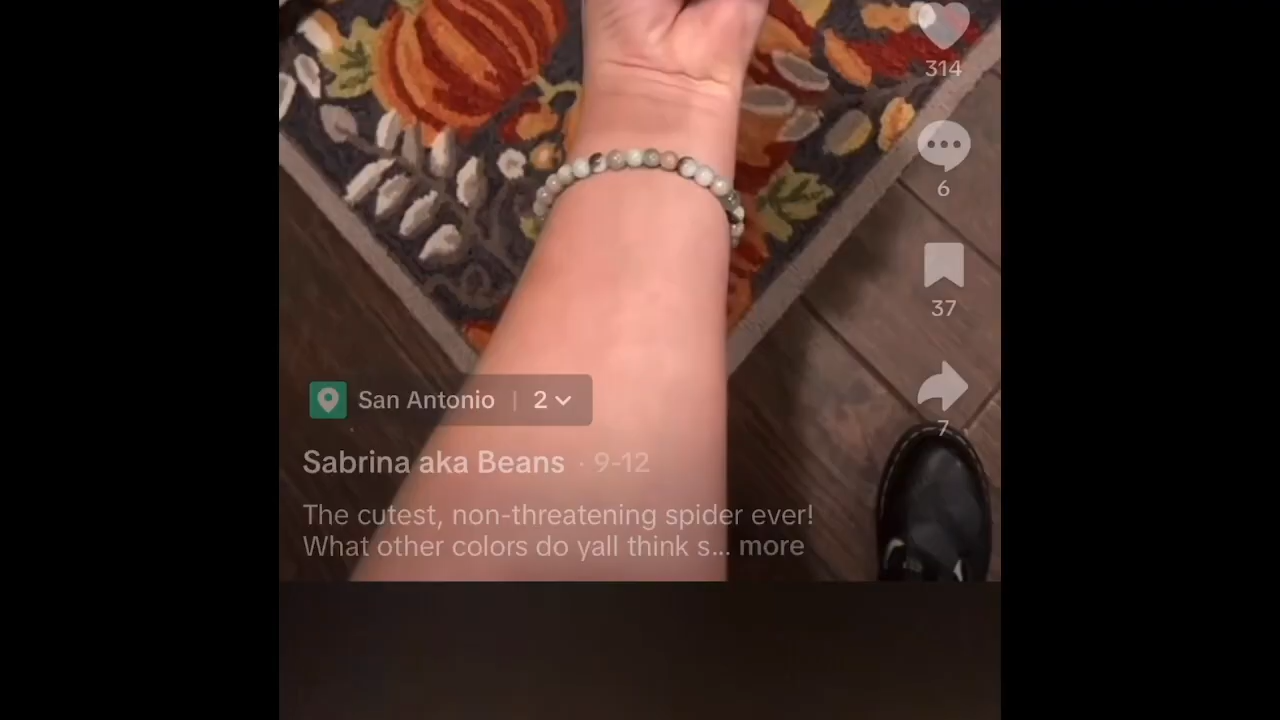 314
6
37
7
San Antonio | 2
Sabrina aka Beans · 9-12
The cutest, non-threatening spider ever!
What other colors do yall think s... more